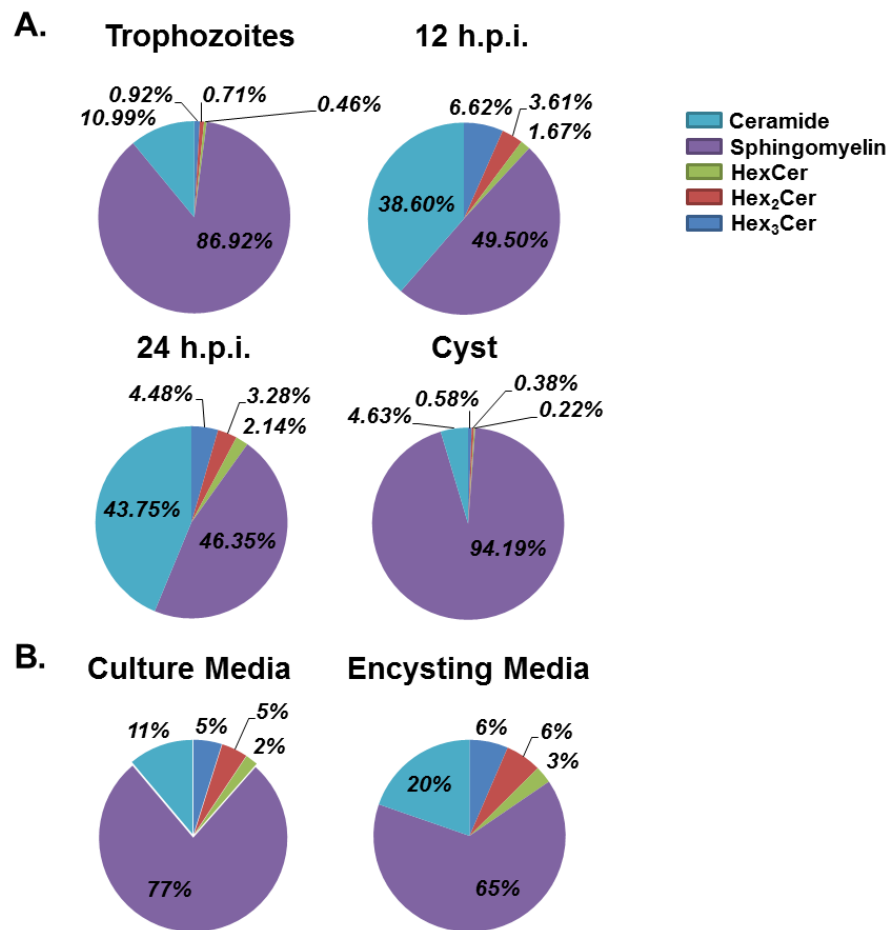 A.
Trophozoites
12 h.p.i.
0.92%
0.71%
10.99%
0.46%
86.92%
6.62%
3.61%
1.67%
38.60%
49.50%
Ceramide
Sphingomyelin
HexCer
Hex₂Cer
Hex₃Cer
24 h.p.i.
Cyst
4.48%
3.28%
2.14%
43.75%
46.35%
0.58%
0.38%
4.63%
0.22%
94.19%
B.
Culture Media
Encysting Media
11%
5%
5%
2%
77%
6%
6%
3%
20%
65%